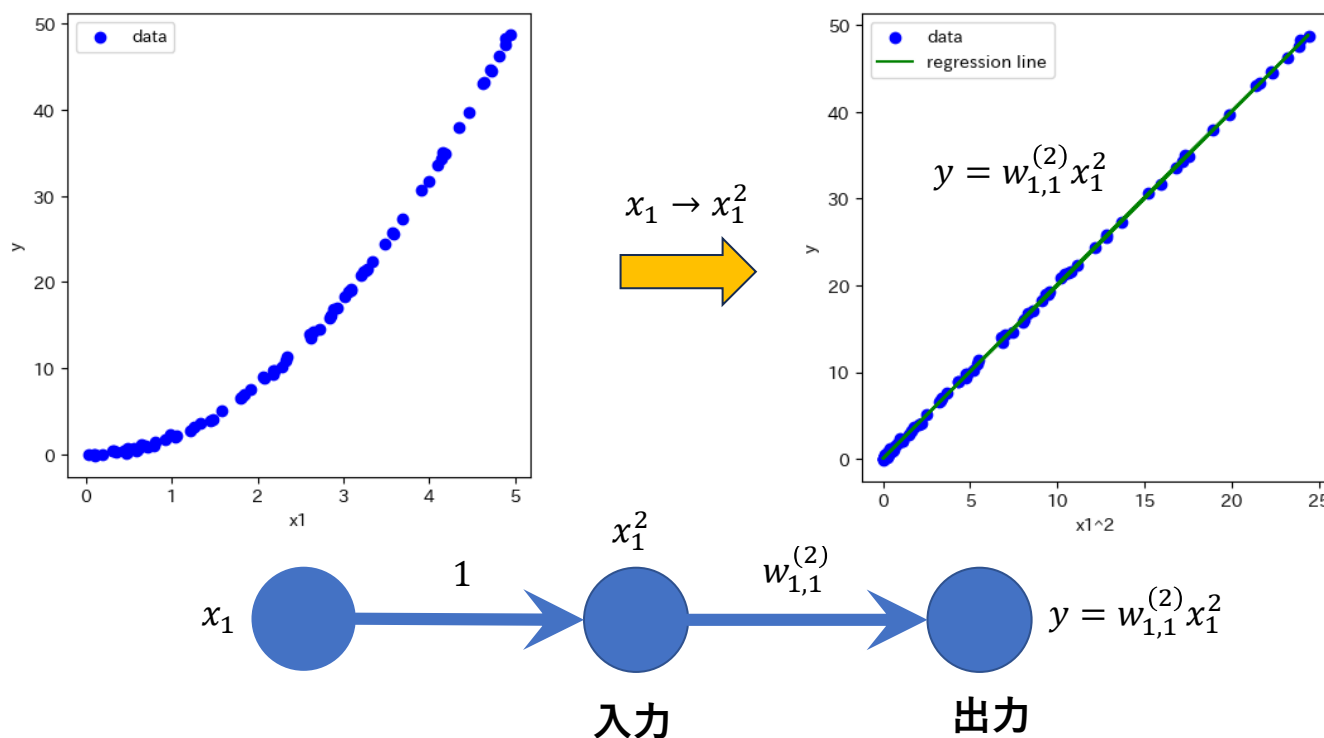 50
40
30
20
10
0
y
data
0
1
2
3
4
5
x1
x₁ → x₁²
50
40
30
20
10
0
y
data
regression line
y = w₁,₁⁽²⁾x₁²
0
5
10
15
20
25
x1^2
x₁
1
x₁²
w₁,₁⁽²⁾
y = w₁,₁⁽²⁾x₁²
入力
出力